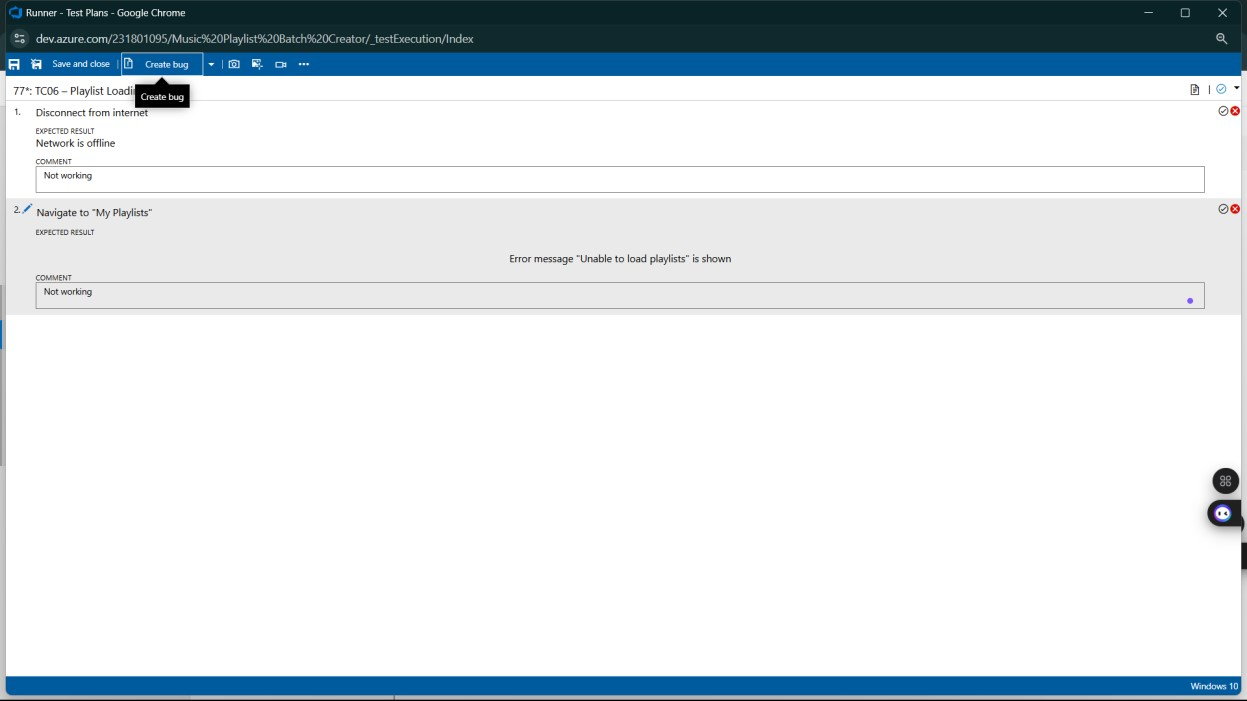 Runner - Test Plans - Google Chrome
dev.azure.com/231801095/Music%20Playlist%20Batch%20Creator/_testExecution/Index
Save and close
Create bug
Create bug
77*: TC06 – Playlist Loadi
1. Disconnect from internet
EXPECTED RESULT
Network is offline
COMMENT
Not working
2. Navigate to "My Playlists"
EXPECTED RESULT
Error message "Unable to load playlists" is shown
COMMENT
Not working
Windows 10